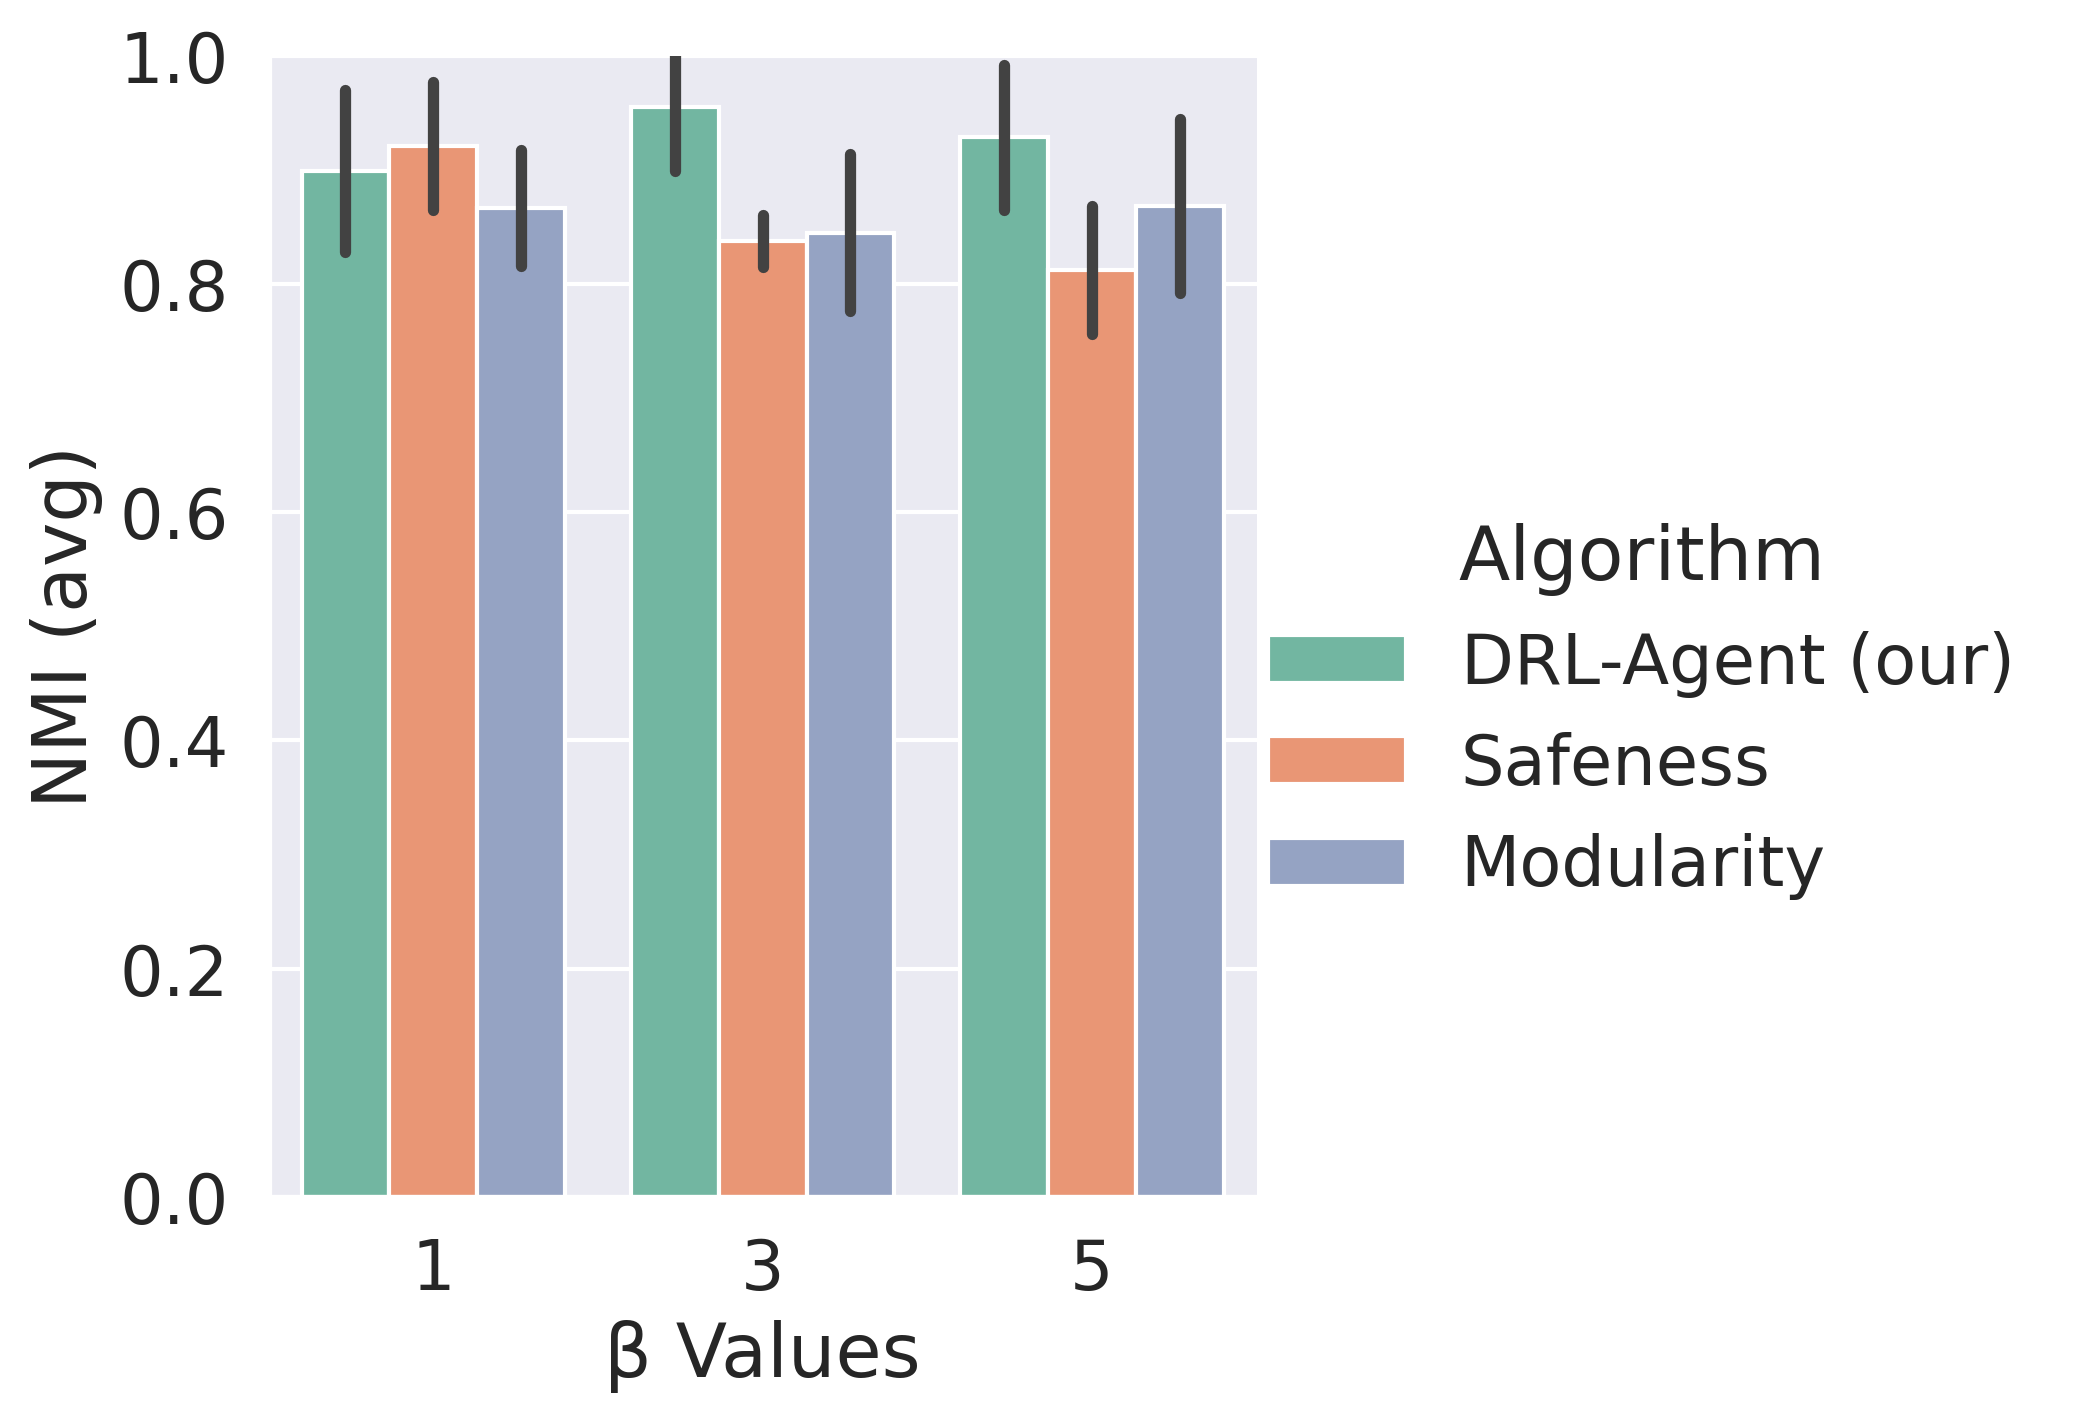 1.0
0.8
0.6
0.4
0.2
0.0
NMI (avg)
1 3 5
β Values
Algorithm
DRL-Agent (our)
Safeness
Modularity